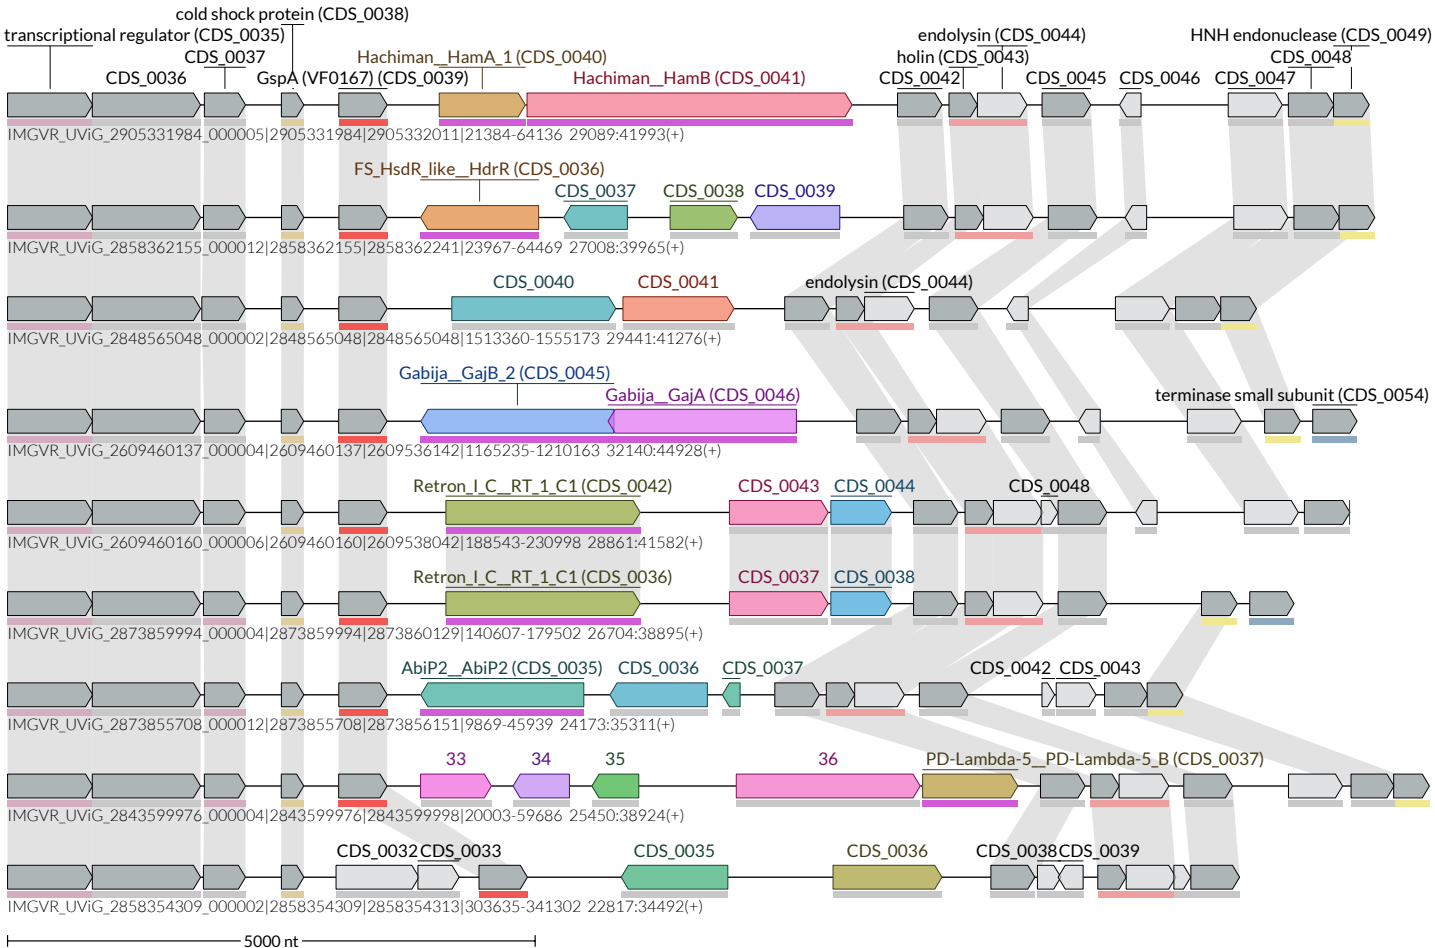 cold shock protein (CDS_0038)
transcriptional regulator (CDS_0035)
endolysin (CDS_0044)
HNH endonuclease (CDS_0049)
CDS_0037
Hachiman__HamA_1 (CDS_0040)
holin (CDS_0043)
CDS_0048
CDS_0036
GspA (VF0167) (CDS_0039)
Hachiman__HamB (CDS_0041)
CDS_0042
CDS_0045
CDS_0046
CDS_0047
IMGVR_UViG_2905331984_000005|2905331984|2905332011|21384-64136 29089:41993(+)
FS_HsdR_like__HdrR (CDS_0036)
CDS_0037
CDS_0038
CDS_0039
IMGVR_UViG_2858362155_000012|2858362155|2858362241|23967-64469 27008:39965(+)
CDS_0040
CDS_0041
endolysin (CDS_0044)
IMGVR_UViG_2848565048_000002|2848565048|2848565048|1513360-1555173 29441:41276(+)
Gabija__GajB_2 (CDS_0045)
Gabija__GajA (CDS_0046)
terminase small subunit (CDS_0054)
IMGVR_UViG_2609460137_000004|2609460137|2609536142|1165235-1210163 32140:44928(+)
Retron_I_C__RT_1_C1 (CDS_0042)
CDS_0043
CDS_0044
CDS_0048
IMGVR_UViG_2609460160_000006|2609460160|2609538042|188543-230998 28861:41582(+)
Retron_I_C__RT_1_C1 (CDS_0036)
CDS_0037
CDS_0038
IMGVR_UViG_2873859994_000004|2873859994|2873860129|140607-179502 26704:38895(+)
AbiP2__AbiP2 (CDS_0035)
CDS_0036
CDS_0037
CDS_0042
CDS_0043
IMGVR_UViG_2873855708_000012|2873855708|2873856151|9869-45939 24173:35311(+)
33
34
35
36
PD-Lambda-5__PD-Lambda-5_B (CDS_0037)
IMGVR_UViG_2843599976_000004|2843599976|2843599998|20003-59686 25450:38924(+)
CDS_0032
CDS_0033
CDS_0035
CDS_0036
CDS_0038
CDS_0039
IMGVR_UViG_2858354309_000002|2858354309|2858354313|303635-341302 22817:34492(+)
5000 nt